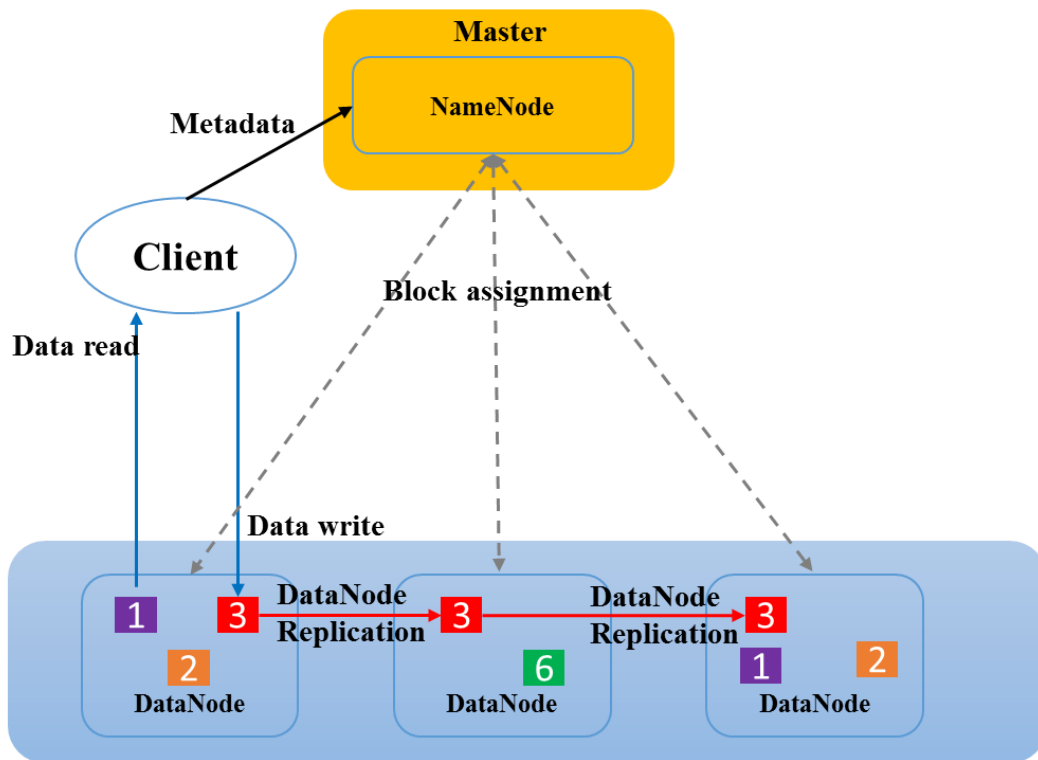 Master
NameNode
Metadata
Client
Block assignment
Data read
Data write
DataNode
Replication
DataNode
Replication
1
3
3
3
2
6
1
2
DataNode
DataNode
DataNode